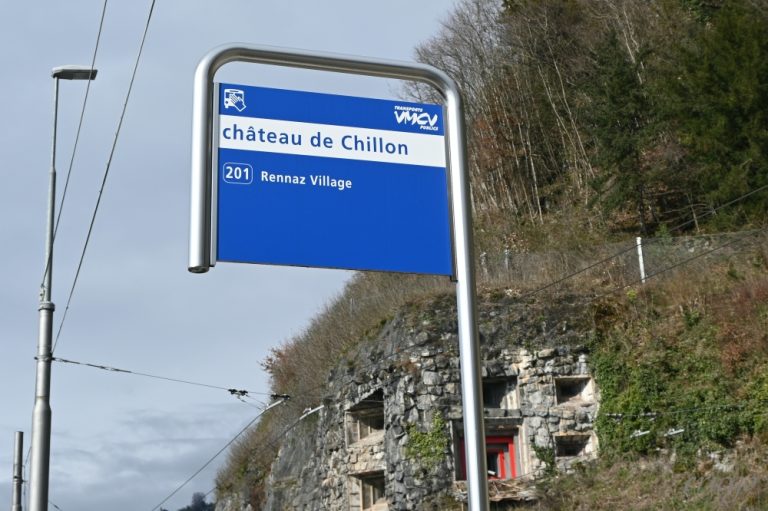 TRANSPORTS
VMCV
PUBLICS
château de Chillon
201 Rennaz Village